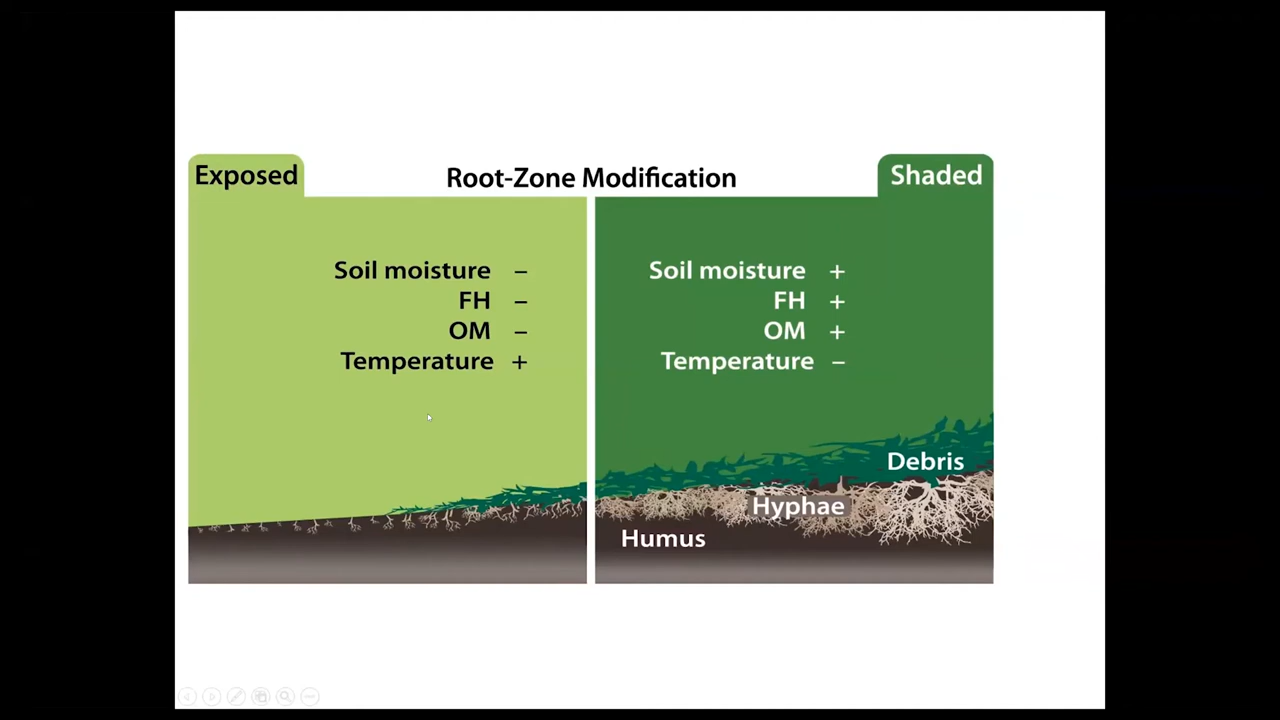 Exposed
Root-Zone Modification
Shaded
Soil moisture –
FH –
OM –
Temperature +
Soil moisture +
FH +
OM +
Temperature –
Debris
Hyphae
Humus